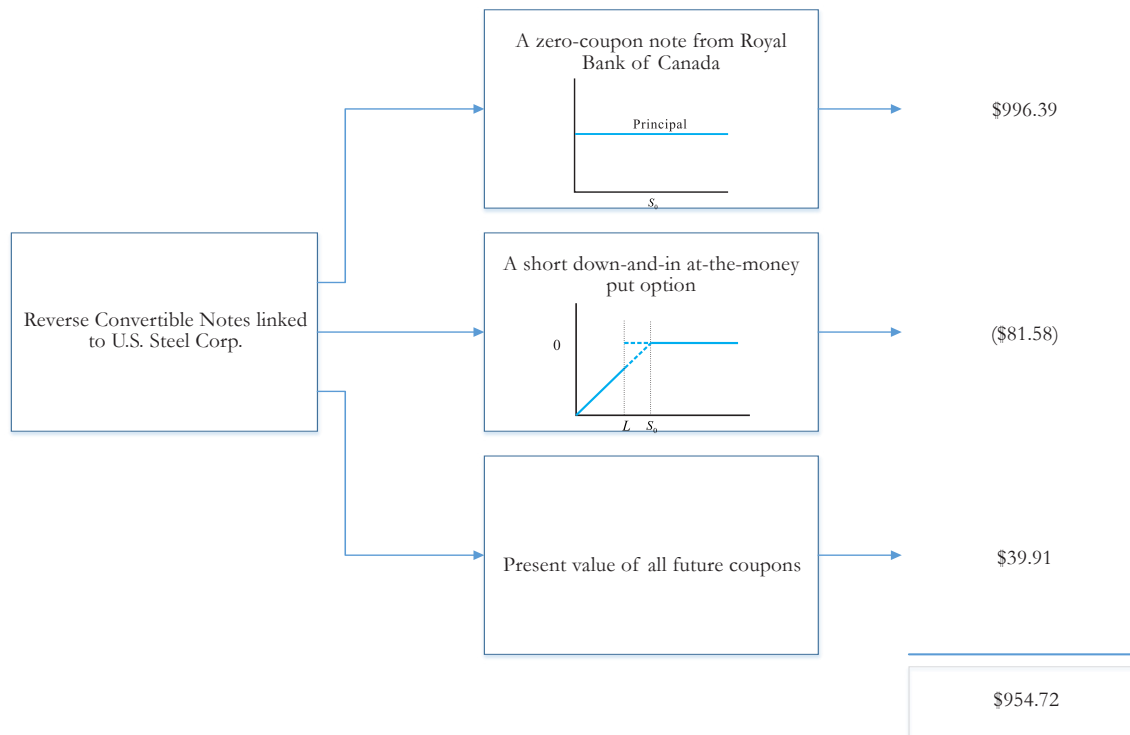 A zero-coupon note from Royal
Bank of Canada
Principal
S₀
$996.39
Reverse Convertible Notes linked
to U.S. Steel Corp.
A short down-and-in at-the-money
put option
0
L S₀
($81.58)
Present value of all future coupons
$39.91
$954.72